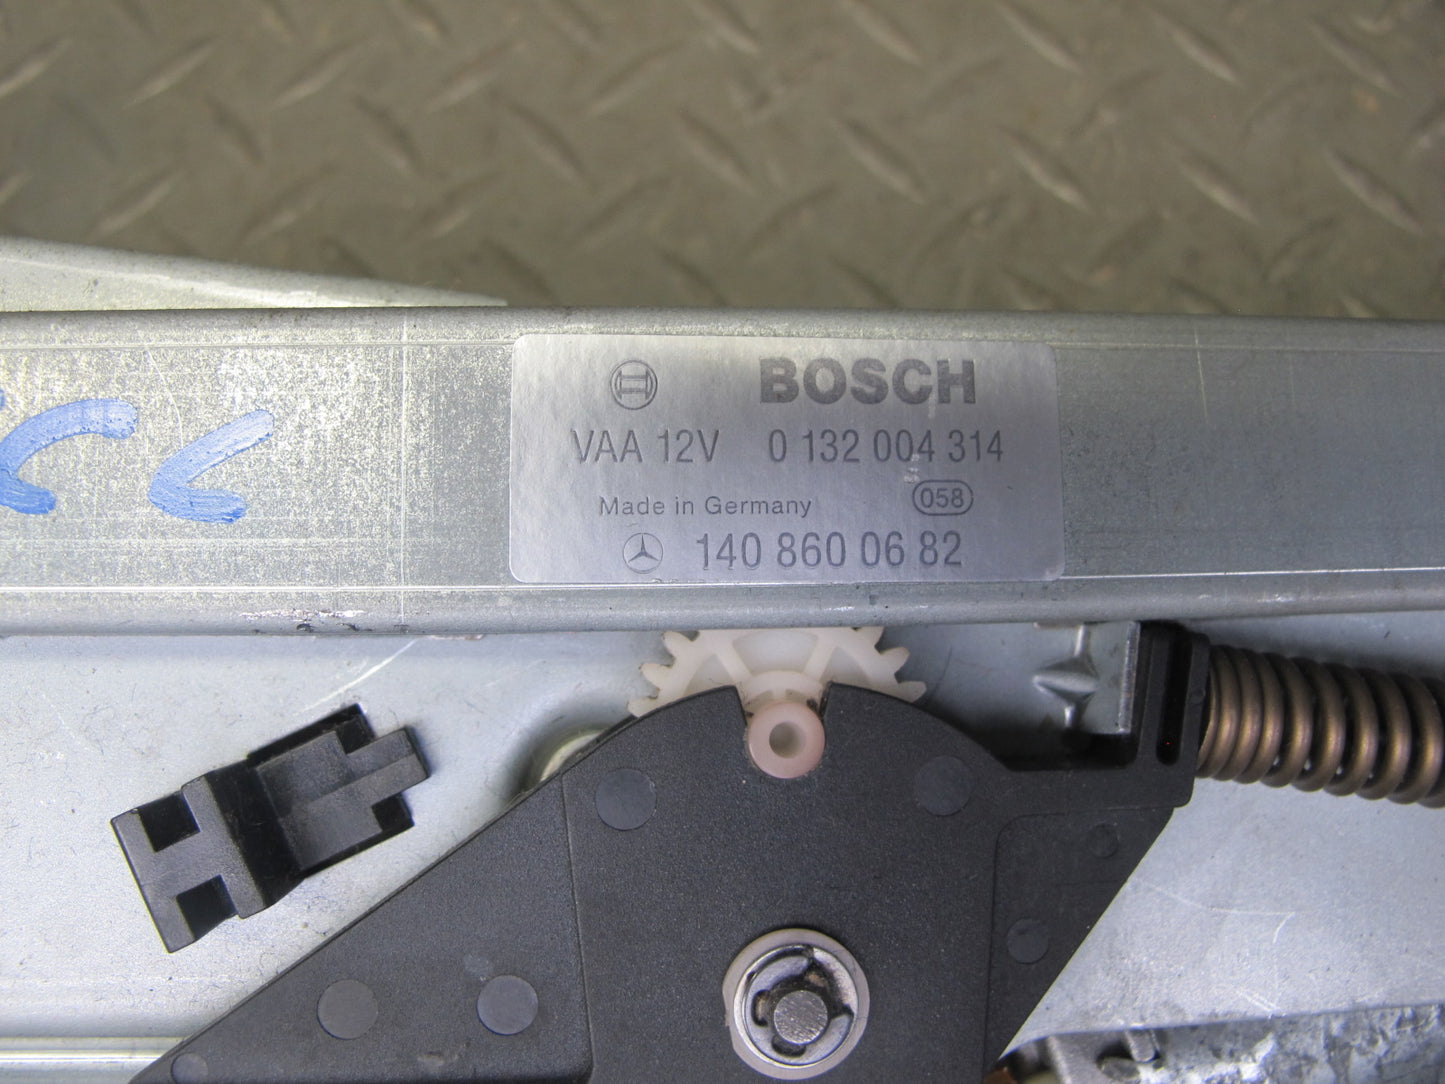 BOSCH
VAA 12V 0 132 004 314
Made in Germany 058
140 860 06 82